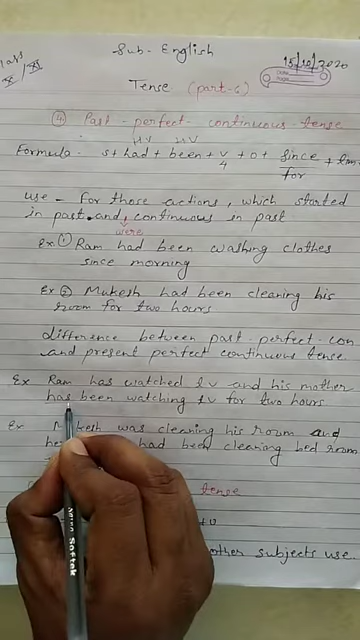 Sub- English
15/10/2020
Tense (part-6)
④ Past- perfect- continuous- tense
HV HV
Formula - S + had + been + V4 + O + since +
for
use - For those actions, which started
in past and continuous in past
were
Ex ① Ram had been washing clothes
since morning
Ex ② Mukesh had been cleaning his
room for two hours
difference between past-perfect-con
and present perfect continuous tense
Ex Ram has watched t.v and his mother
has been watching t.v for two hours
Ex was cleaning his room and
had been cleaning bed room
tense
other subjects use.
Softek